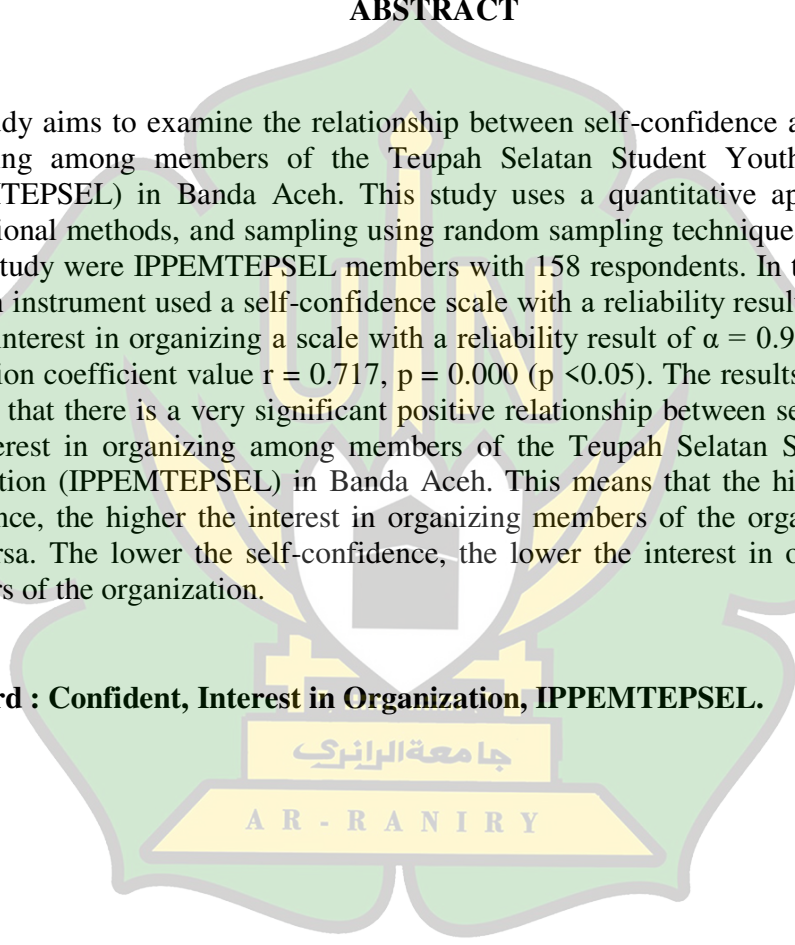 ABSTRACT
dy aims to examine the relationship between self-confidence a
ing among members of the Teupah Selatan Student Youth
TEPSEL) in Banda Aceh. This study uses a quantitative ap
ional methods, and sampling using random sampling technique
tudy were IPPEMTEPSEL members with 158 respondents. In t
n instrument used a self-confidence scale with a reliability result
interest in organizing a scale with a reliability result of α = 0.9
ion coefficient value r = 0.717, p = 0.000 (p <0.05). The results
that there is a very significant positive relationship between se
erest in organizing among members of the Teupah Selatan S
tion (IPPEMTEPSEL) in Banda Aceh. This means that the hi
nce, the higher the interest in organizing members of the orga
rsa. The lower the self-confidence, the lower the interest in o
rs of the organization.
rd : Confident, Interest in Organization, IPPEMTEPSEL.
UIN
جامعة الرانري
AR-RANIRY